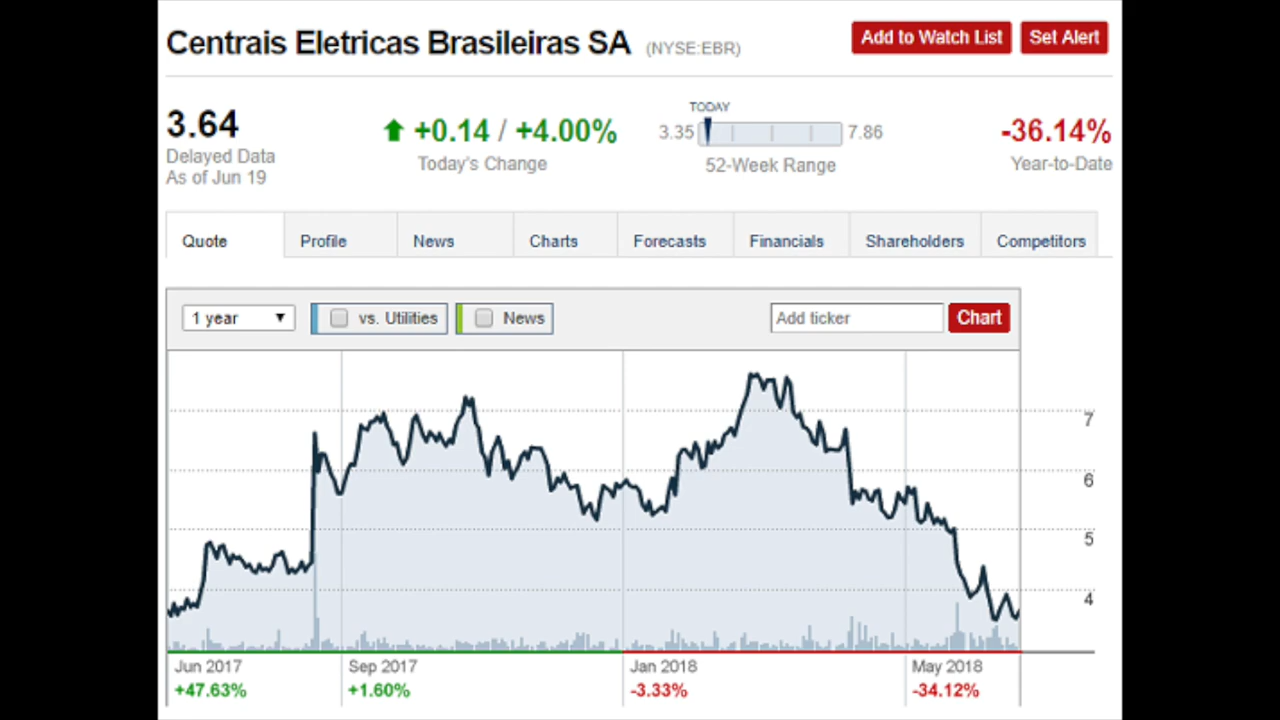 Centrais Eletricas Brasileiras SA (NYSE:EBR) Add to Watch List Set Alert
TODAY
3.64 +0.14 / +4.00% 3.35 7.86 -36.14%
Delayed Data Today's Change 52-Week Range Year-to-Date
As of Jun 19
Quote Profile News Charts Forecasts Financials Shareholders Competitors
1 year vs. Utilities News Add ticker Chart
7
6
5
4
Jun 2017 Sep 2017 Jan 2018 May 2018
+47.63% +1.60% -3.33% -34.12%